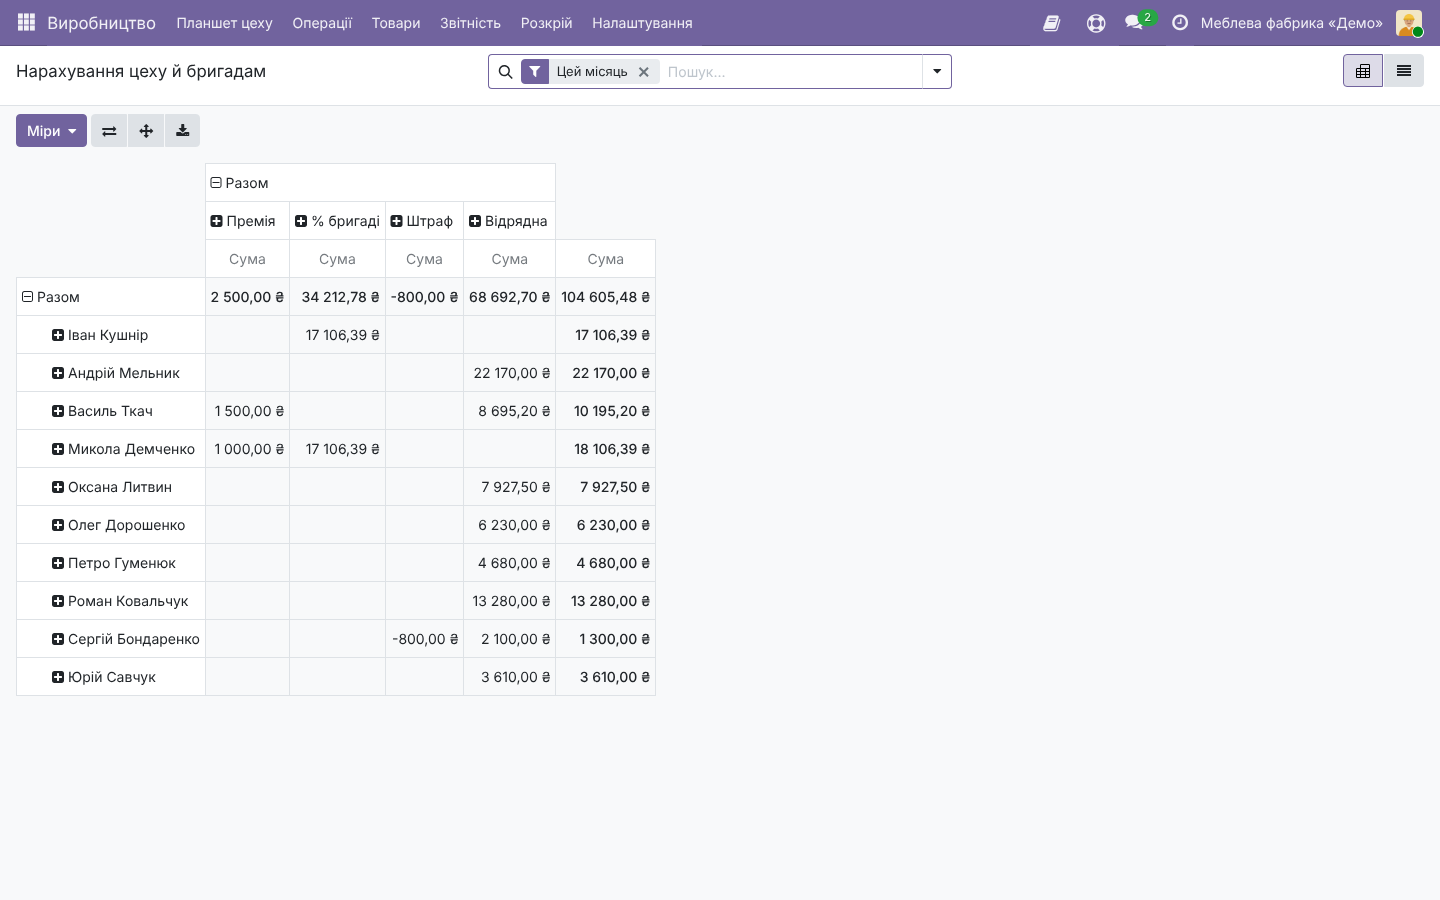 Виробництво Планшет цеху Операції Товари Звітність Розкрій Налаштування 2 Меблева фабрика «Демо»
Нарахування цеху й бригадам Цей місяць Пошук...
Міри
Разом
Премія % бригаді Штраф Відрядна
Сума Сума Сума Сума Сума
Разом 2 500,00 ₴ 34 212,78 ₴ -800,00 ₴ 68 692,70 ₴ 104 605,48 ₴
Іван Кушнір 17 106,39 ₴ 17 106,39 ₴
Андрій Мельник 22 170,00 ₴ 22 170,00 ₴
Василь Ткач 1 500,00 ₴ 8 695,20 ₴ 10 195,20 ₴
Микола Демченко 1 000,00 ₴ 17 106,39 ₴ 18 106,39 ₴
Оксана Литвин 7 927,50 ₴ 7 927,50 ₴
Олег Дорошенко 6 230,00 ₴ 6 230,00 ₴
Петро Гуменюк 4 680,00 ₴ 4 680,00 ₴
Роман Ковальчук 13 280,00 ₴ 13 280,00 ₴
Сергій Бондаренко -800,00 ₴ 2 100,00 ₴ 1 300,00 ₴
Юрій Савчук 3 610,00 ₴ 3 610,00 ₴